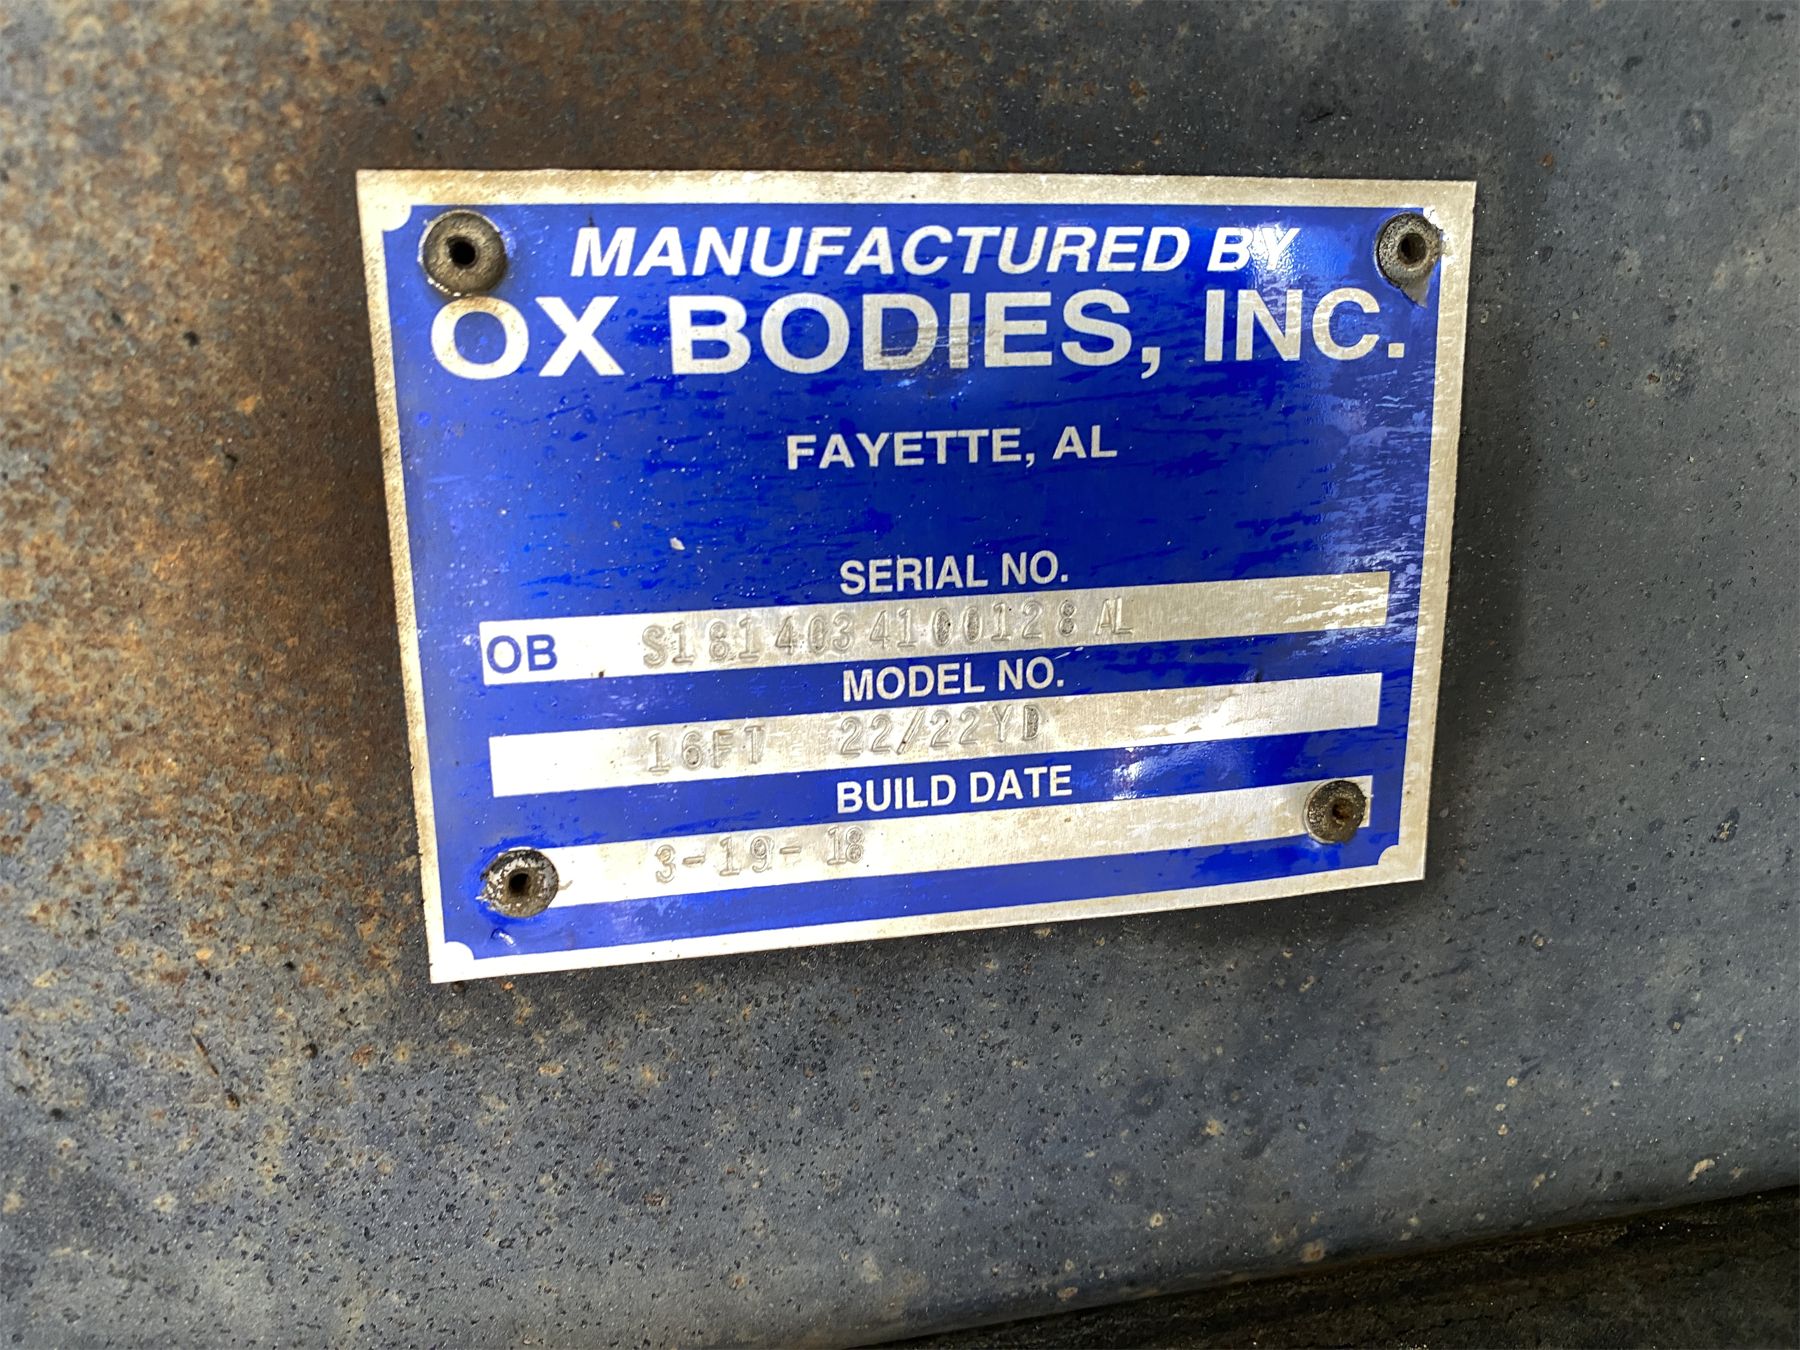 MANUFACTURED BY
OX BODIES, INC.
FAYETTE, AL
SERIAL NO.
OB S1814034100128AL
MODEL NO.
16FT 22/22YD
BUILD DATE
3-19-18